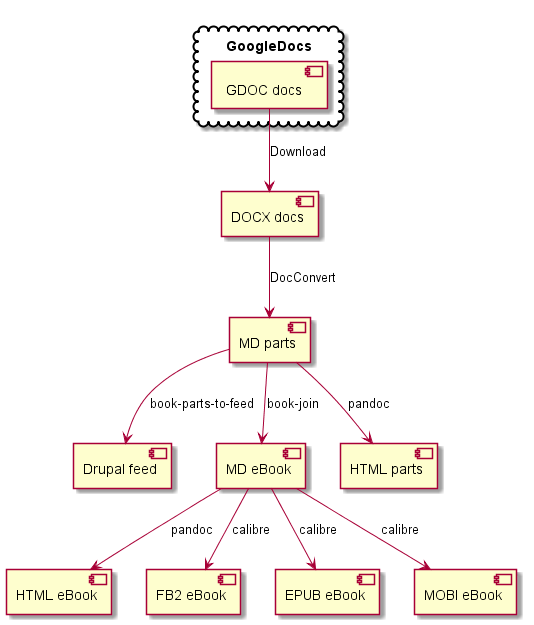 GoogleDocs
GDOC docs
Download
DOCX docs
DocConvert
MD parts
book-parts-to-feed
book-join
pandoc
Drupal feed
MD eBook
HTML parts
pandoc
calibre
calibre
calibre
HTML eBook
FB2 eBook
EPUB eBook
MOBI eBook